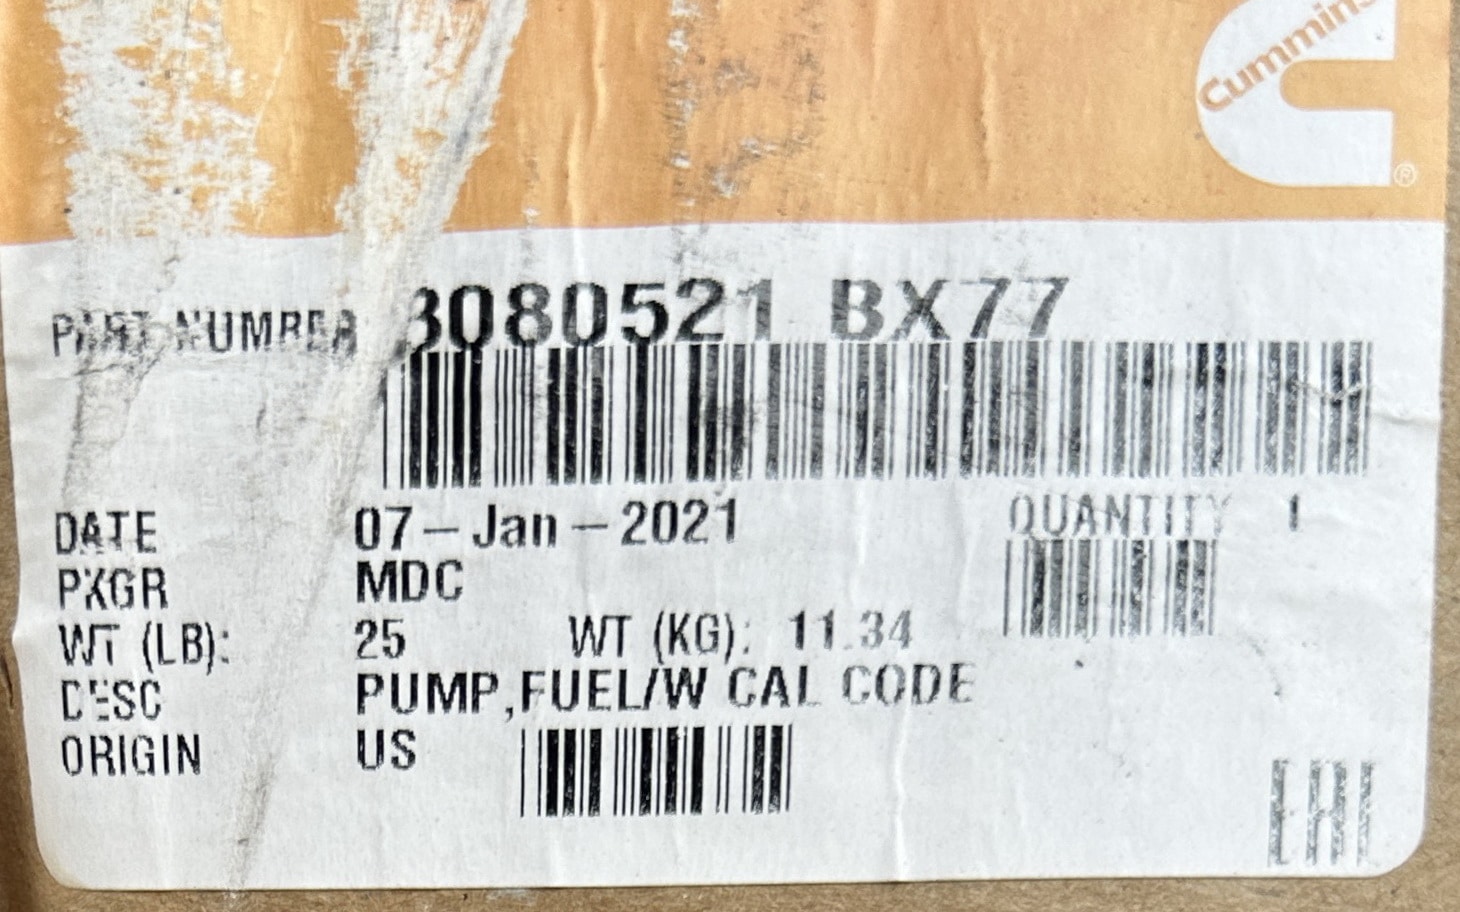 Cummins
®
PART NUMBER 3080521 BX77
DATE 07-Jan-2021 QUANTITY 1
PKGR MDC
WT (LB): 25 WT (KG): 11.34
DESC PUMP,FUEL/W CAL CODE
ORIGIN US
EAC